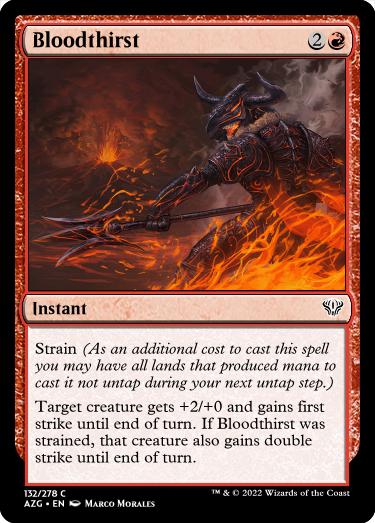 Bloodthirst 2
Instant
Strain (As an additional cost to cast this spell
you may have all lands that produced mana to
cast it not untap during your next untap step.)
Target creature gets +2/+0 and gains first
strike until end of turn. If Bloodthirst was
strained, that creature also gains double
strike until end of turn.
132/278 C
AZG • EN Marco Morales
™ & © 2022 Wizards of the Coast